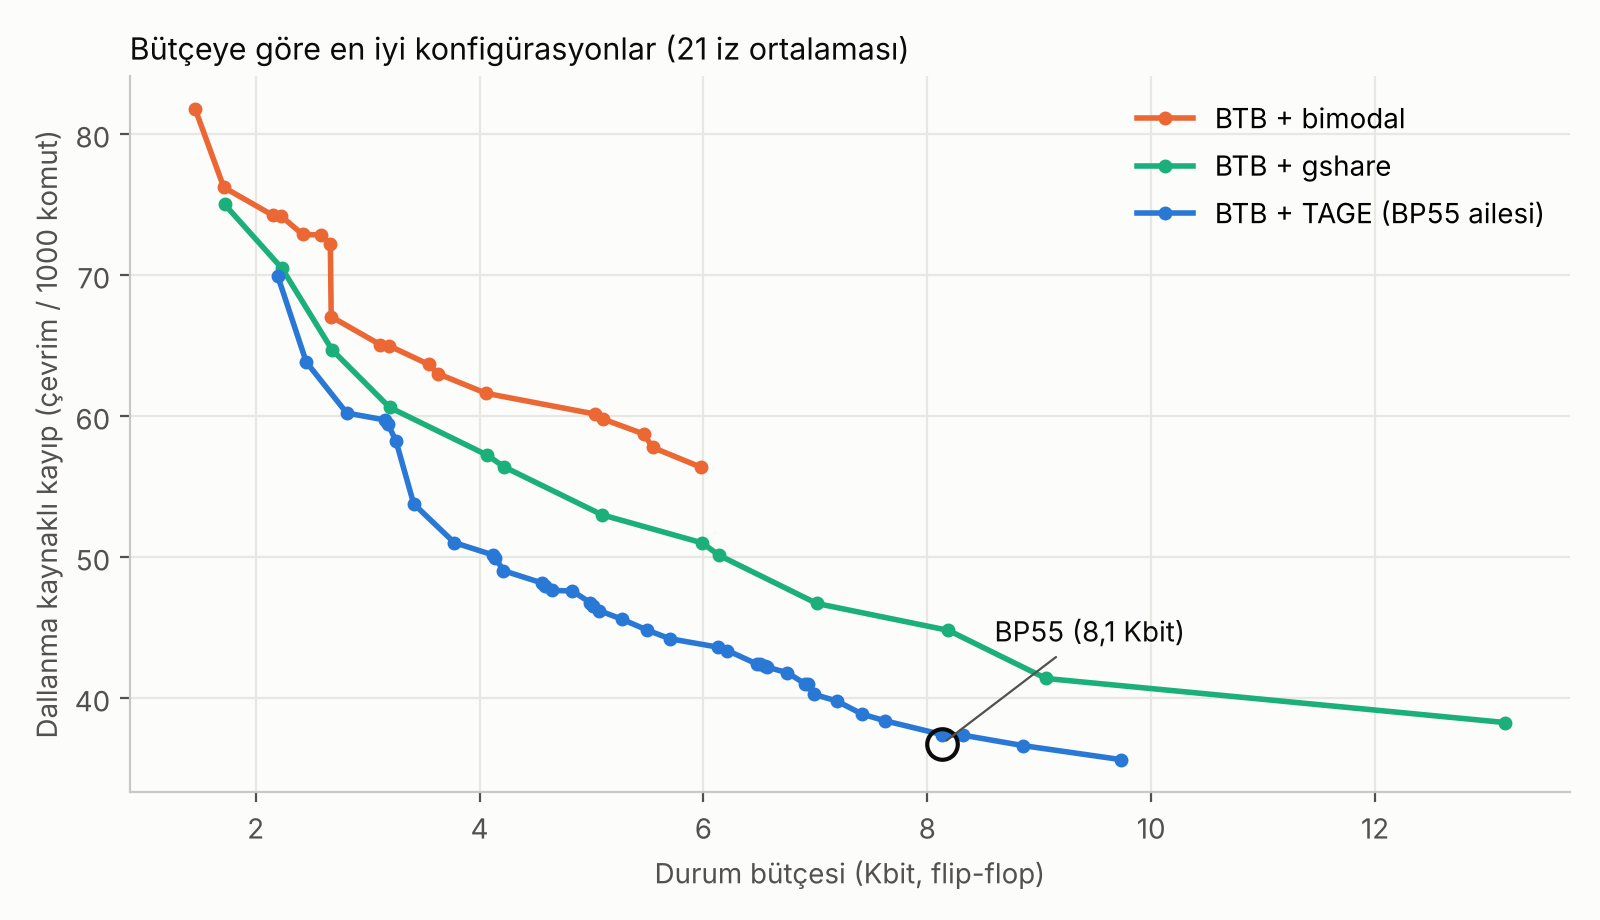 Bütçeye göre en iyi konfigürasyonlar (21 iz ortalaması)
BTB + bimodal
BTB + gshare
BTB + TAGE (BP55 ailesi)
Dallanma kaynaklı kayıp (çevrim / 1000 komut)
80
70
60
50
40
BP55 (8,1 Kbit)
2
4
6
8
10
12
Durum bütçesi (Kbit, flip-flop)